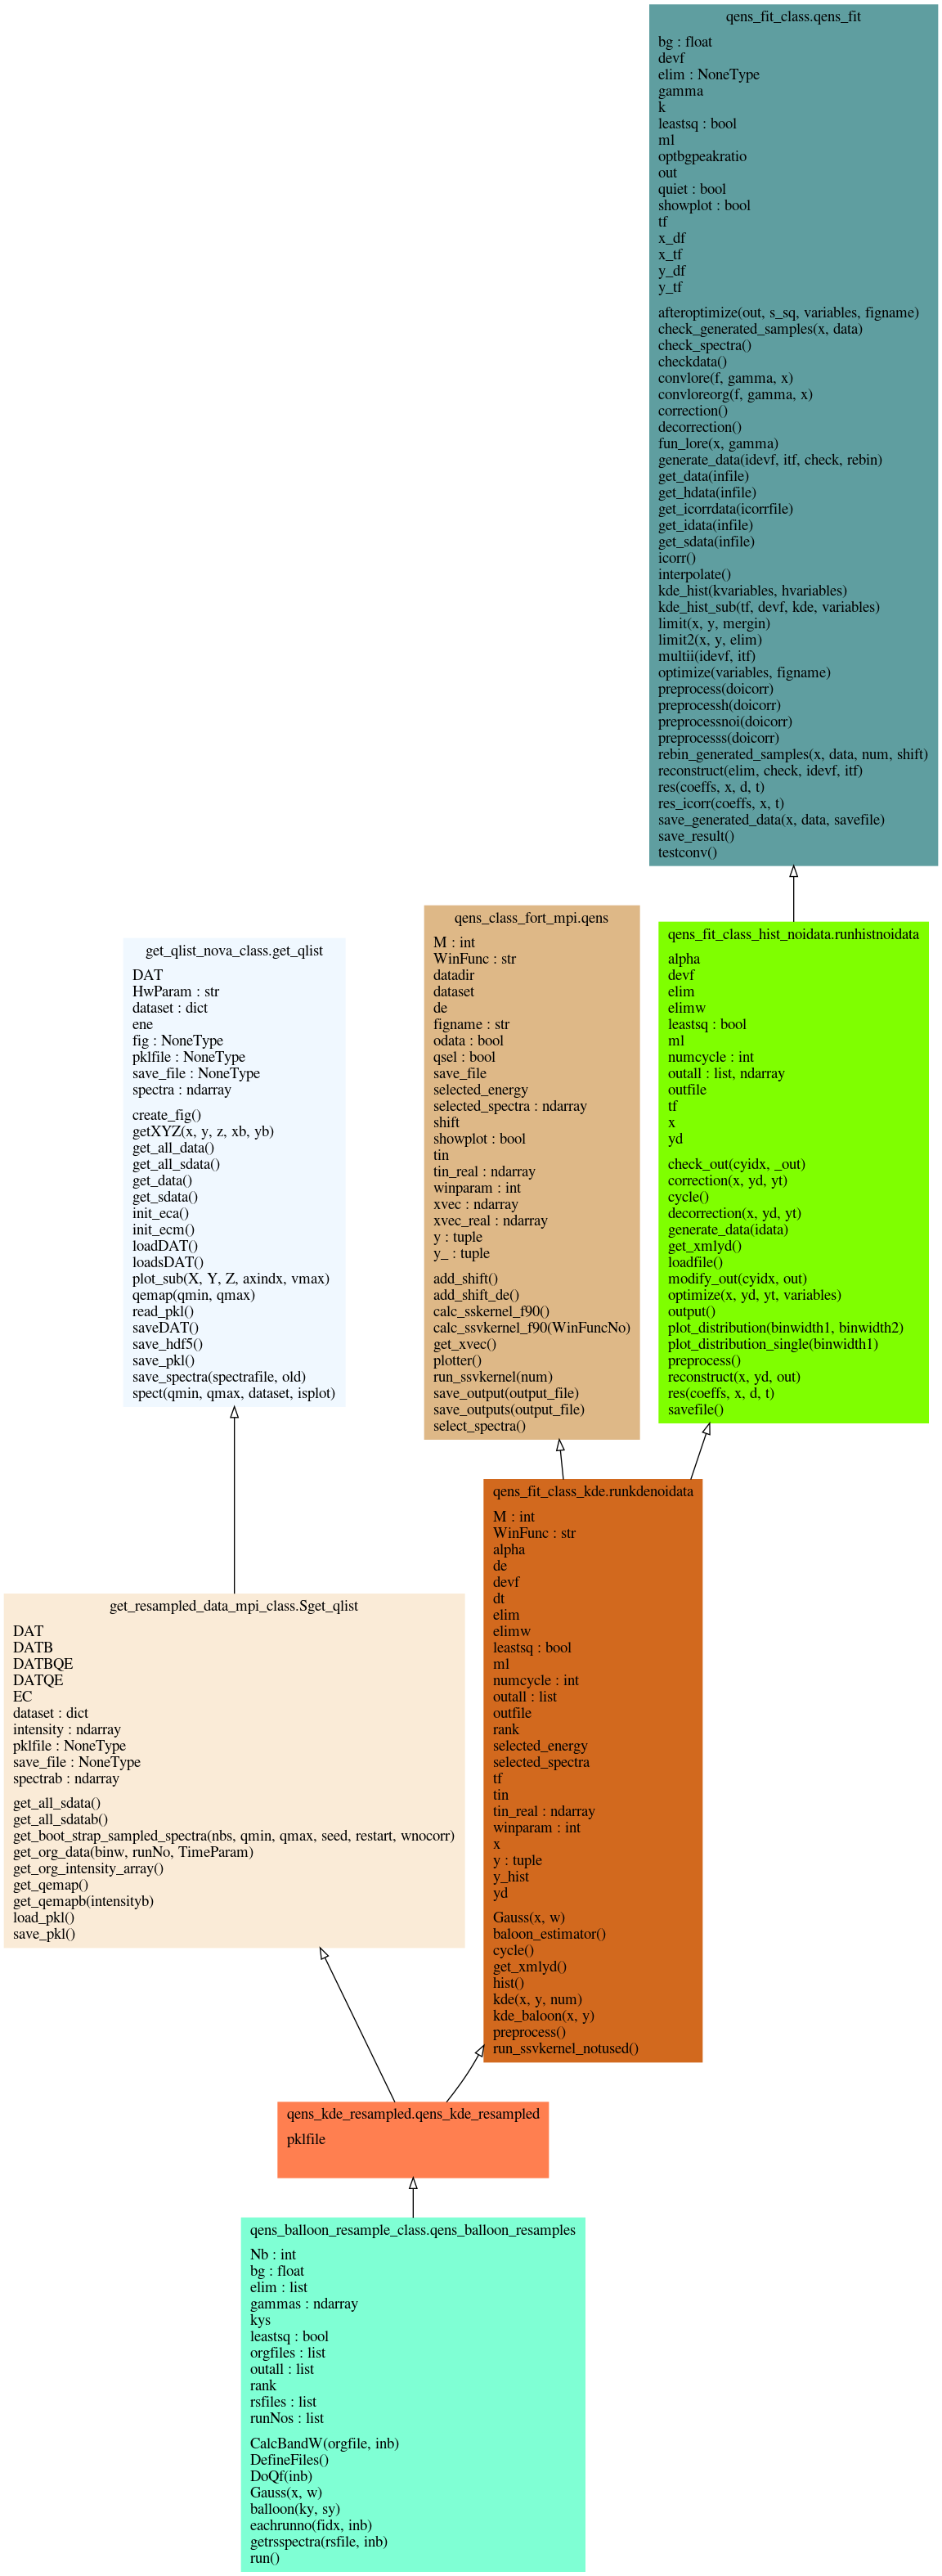 qens_fit_class.qens_fit
bg : float
devf
elim : NoneType
gamma
k
leastsq : bool
ml
optbgpeakratio
out
quiet : bool
showplot : bool
tf
x_df
x_tf
y_df
y_tf
afteroptimize(out, s_sq, variables, figname)
check_generated_samples(x, data)
check_spectra()
checkdata()
convlore(f, gamma, x)
convloreorg(f, gamma, x)
correction()
decorrection()
fun_lore(x, gamma)
generate_data(idevf, itf, check, rebin)
get_data(infile)
get_hdata(infile)
get_icorrdata(icorrfile)
get_idata(infile)
get_sdata(infile)
icorr()
interpolate()
kde_hist(kvariables, hvariables)
kde_hist_sub(tf, devf, kde, variables)
limit(x, y, mergin)
limit2(x, y, elim)
multii(idevf, itf)
optimize(variables, figname)
preprocess(doicorr)
preprocessh(doicorr)
preprocessnoi(doicorr)
preprocesss(doicorr)
rebin_generated_samples(x, data, num, shift)
reconstruct(elim, check, idevf, itf)
res(coeffs, x, d, t)
res_icorr(coeffs, x, t)
save_generated_data(x, data, savefile)
save_result()
testconv()
get_qlist_nova_class.get_qlist
DAT
HwParam : str
dataset : dict
ene
fig : NoneType
pklfile : NoneType
save_file : NoneType
spectra : ndarray
create_fig()
getXYZ(x, y, z, xb, yb)
get_all_data()
get_all_sdata()
get_data()
get_sdata()
init_eca()
init_ecm()
loadDAT()
loadsDAT()
plot_sub(X, Y, Z, axindx, vmax)
qemap(qmin, qmax)
read_pkl()
saveDAT()
save_hdf5()
save_pkl()
save_spectra(spectrafile, old)
spect(qmin, qmax, dataset, isplot)
qens_class_fort_mpi.qens
M : int
WinFunc : str
datadir
dataset
de
figname : str
odata : bool
qsel : bool
save_file
selected_energy
selected_spectra : ndarray
shift
showplot : bool
tin
tin_real : ndarray
winparam : int
xvec : ndarray
xvec_real : ndarray
y : tuple
y_ : tuple
add_shift()
add_shift_de()
calc_sskernel_f90()
calc_ssvkernel_f90(WinFuncNo)
get_xvec()
plotter()
run_ssvkernel(num)
save_output(output_file)
save_outputs(output_file)
select_spectra()
qens_fit_class_hist_noidata.runhistnoidata
alpha
devf
elim
elimw
leastsq : bool
ml
numcycle : int
outall : list, ndarray
outfile
tf
x
yd
check_out(cyidx, _out)
correction(x, yd, yt)
cycle()
decorrection(x, yd, yt)
generate_data(idata)
get_xmlyd()
loadfile()
modify_out(cyidx, out)
optimize(x, yd, yt, variables)
output()
plot_distribution(binwidth1, binwidth2)
plot_distribution_single(binwidth1)
preprocess()
reconstruct(x, yd, out)
res(coeffs, x, d, t)
savefile()
get_resampled_data_mpi_class.Sget_qlist
DAT
DATB
DATBQE
DATQE
EC
dataset : dict
intensity : ndarray
pklfile : NoneType
save_file : NoneType
spectrab : ndarray
get_all_sdata()
get_all_sdatab()
get_boot_strap_sampled_spectra(nbs, qmin, qmax, seed, restart, wnocorr)
get_org_data(binw, runNo, TimeParam)
get_org_intensity_array()
get_qemap()
get_qemapb(intensityb)
load_pkl()
save_pkl()
qens_fit_class_kde.runkdenoidata
M : int
WinFunc : str
alpha
de
devf
dt
elim
elimw
leastsq : bool
ml
numcycle : int
outall : list
outfile
rank
selected_energy
selected_spectra
tf
tin
tin_real : ndarray
winparam : int
x
y : tuple
y_hist
yd
Gauss(x, w)
baloon_estimator()
cycle()
get_xmlyd()
hist()
kde(x, y, num)
kde_baloon(x, y)
preprocess()
run_ssvkernel_notused()
qens_kde_resampled.qens_kde_resampled
pklfile
qens_balloon_resample_class.qens_balloon_resamples
Nb : int
bg : float
elim : list
gammas : ndarray
kys
leastsq : bool
orgfiles : list
outall : list
rank
rsfiles : list
runNos : list
CalcBandW(orgfile, inb)
DefineFiles()
DoQf(inb)
Gauss(x, w)
balloon(ky, sy)
eachrunno(fidx, inb)
getrsspectra(rsfile, inb)
run()